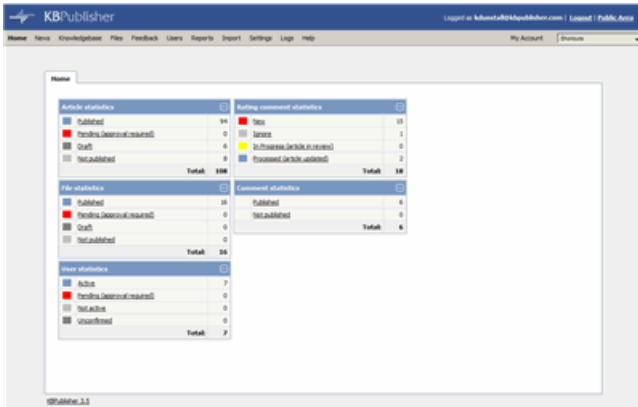 KBPublisher
Logged as kdunstall@kbpublisher.com | Logout | Public Area
Home News Knowledgebase Files Feedback Users Reports Import Settings Logs Help My Account Shortcuts
Home
Article statistics
Published 94
Pending (approval required) 0
Draft 6
Not published 8
Total: 108
Rating comment statistics
New 15
Ignore 1
In Progress (article in review) 0
Processed (article updated) 2
Total: 18
File statistics
Published 16
Pending (approval required) 0
Draft 0
Not published 0
Total: 16
Comment statistics
Published 6
Not published 0
Total: 6
User statistics
Active 7
Pending (approval required) 0
Not active 0
Unconfirmed 0
Total: 7
KBPublisher 3.5